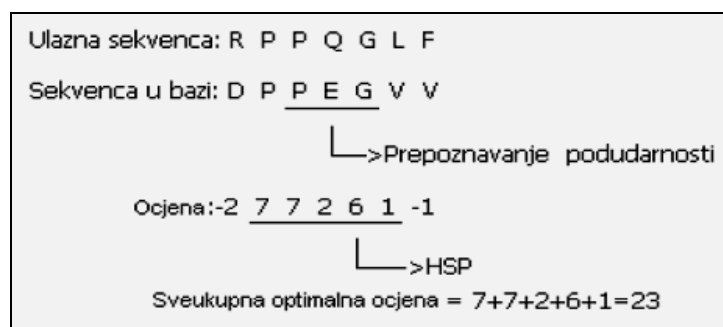 Ulazna sekvenca: R P P Q G L F
Sekvenca u bazi: D P P E G V V
>Prepoznavanje podudarnosti
Ocjena:-2 7 7 2 6 1 -1
>HSP
Sveukupna optimalna ocjena = 7+7+2+6+1=23